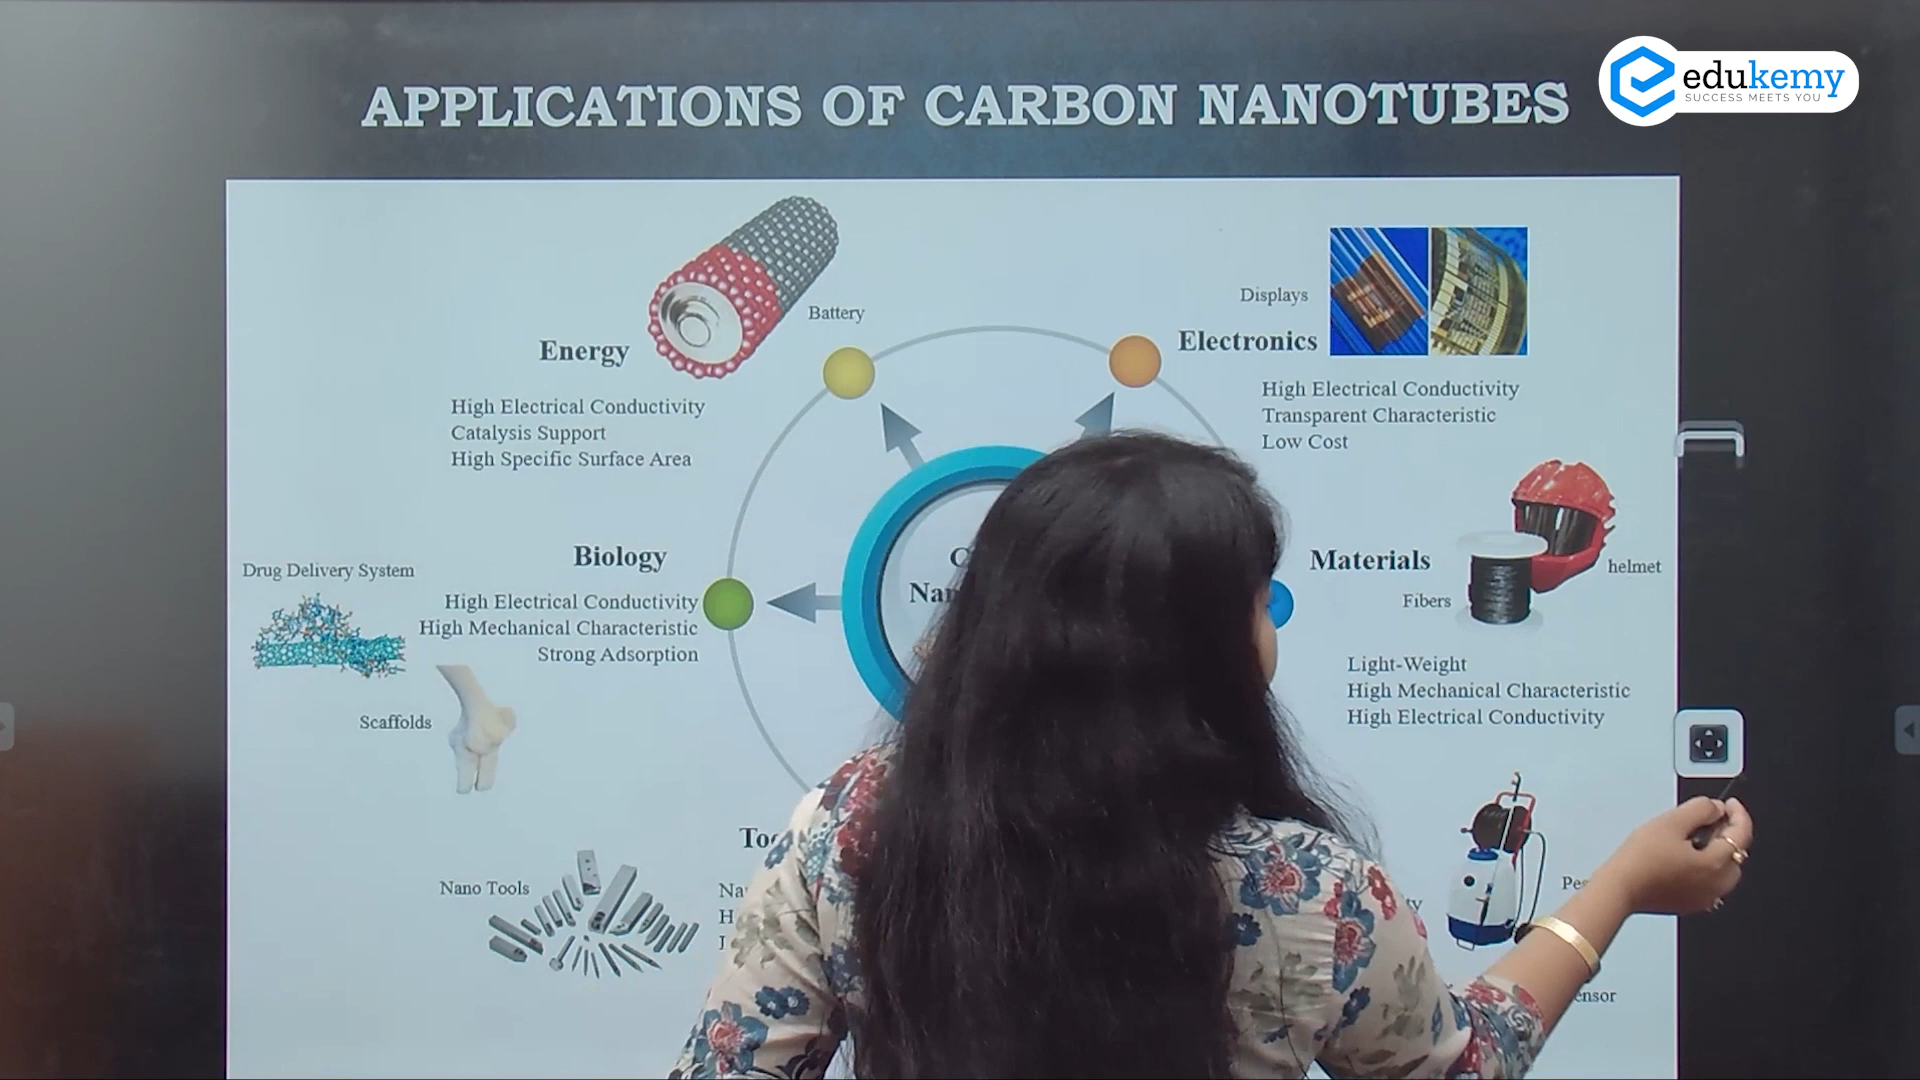 APPLICATIONS OF CARBON NANOTUBES
edukemy
SUCCESS MEETS YOU
Battery
Energy
High Electrical Conductivity
Catalysis Support
High Specific Surface Area
Displays
Electronics
High Electrical Conductivity
Transparent Characteristic
Low Cost
Drug Delivery System
Biology
High Electrical Conductivity
High Mechanical Characteristic
Strong Adsorption
Scaffolds
Materials
helmet
Fibers
Light-Weight
High Mechanical Characteristic
High Electrical Conductivity
Nano Tools